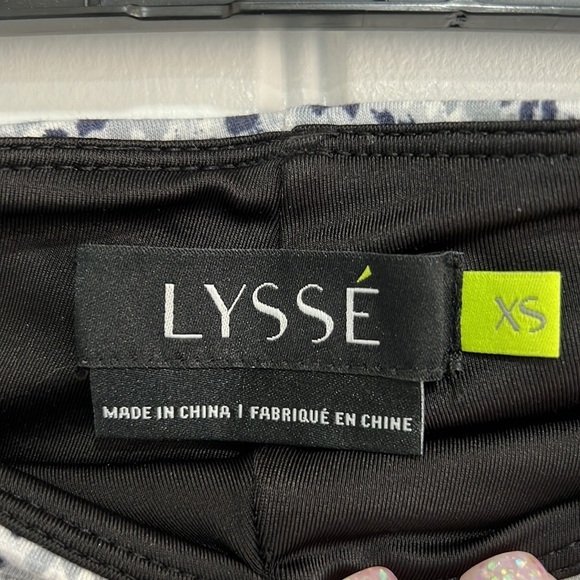 LYSSÉ
XS
MADE IN CHINA | FABRIQUÉ EN CHINE